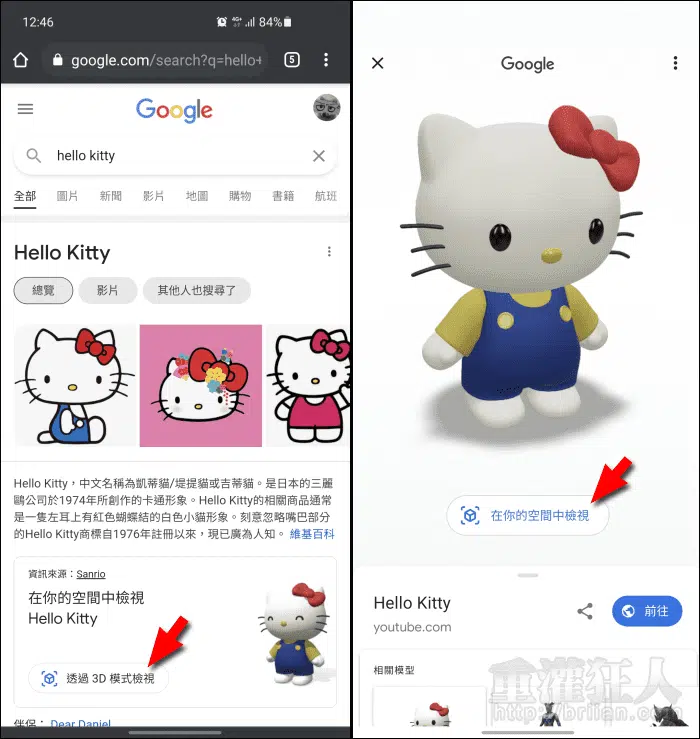 12:46
4G+
84%
google.com/search?q=hello+
5
Google
hello kitty
全部 圖片 新聞 影片 地圖 購物 書籍 航班
Hello Kitty
總覽 影片 其他人也搜尋了
Hello Kitty，中文名稱為凱蒂貓/堤提貓或吉蒂貓。是日本的三麗
鷗公司於1974年所創作的卡通形象。Hello Kitty的相關商品通常
是一隻左耳上有紅色蝴蝶結的白色小貓形象。刻意忽略嘴巴部分
的Hello Kitty商標自1976年註冊以來，現已廣為人知。 維基百科
資訊來源：Sanrio
在你的空間中檢視
Hello Kitty
透過 3D 模式檢視
伴侶： Dear Daniel
Google
在你的空間中檢視
Hello Kitty
youtube.com
前往
相關模型
重灌狂人
http://briian.com